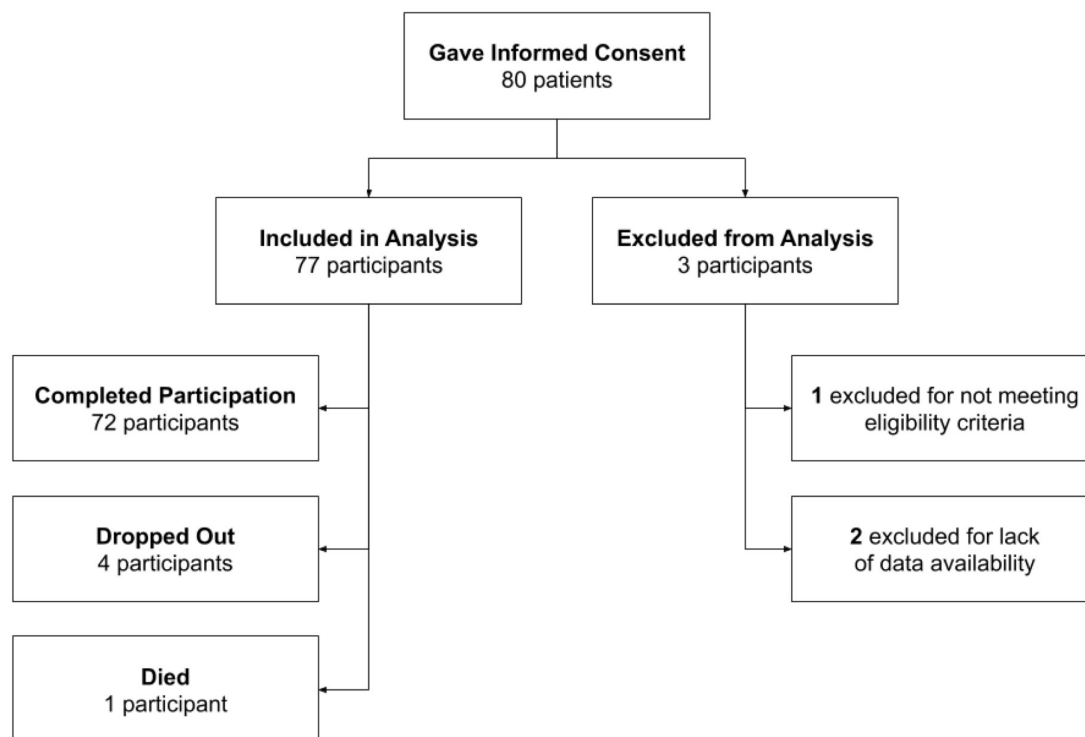 Gave Informed Consent
80 patients
Included in Analysis
77 participants
Excluded from Analysis
3 participants
Completed Participation
72 participants
1 excluded for not meeting
eligibility criteria
Dropped Out
4 participants
2 excluded for lack
of data availability
Died
1 participant